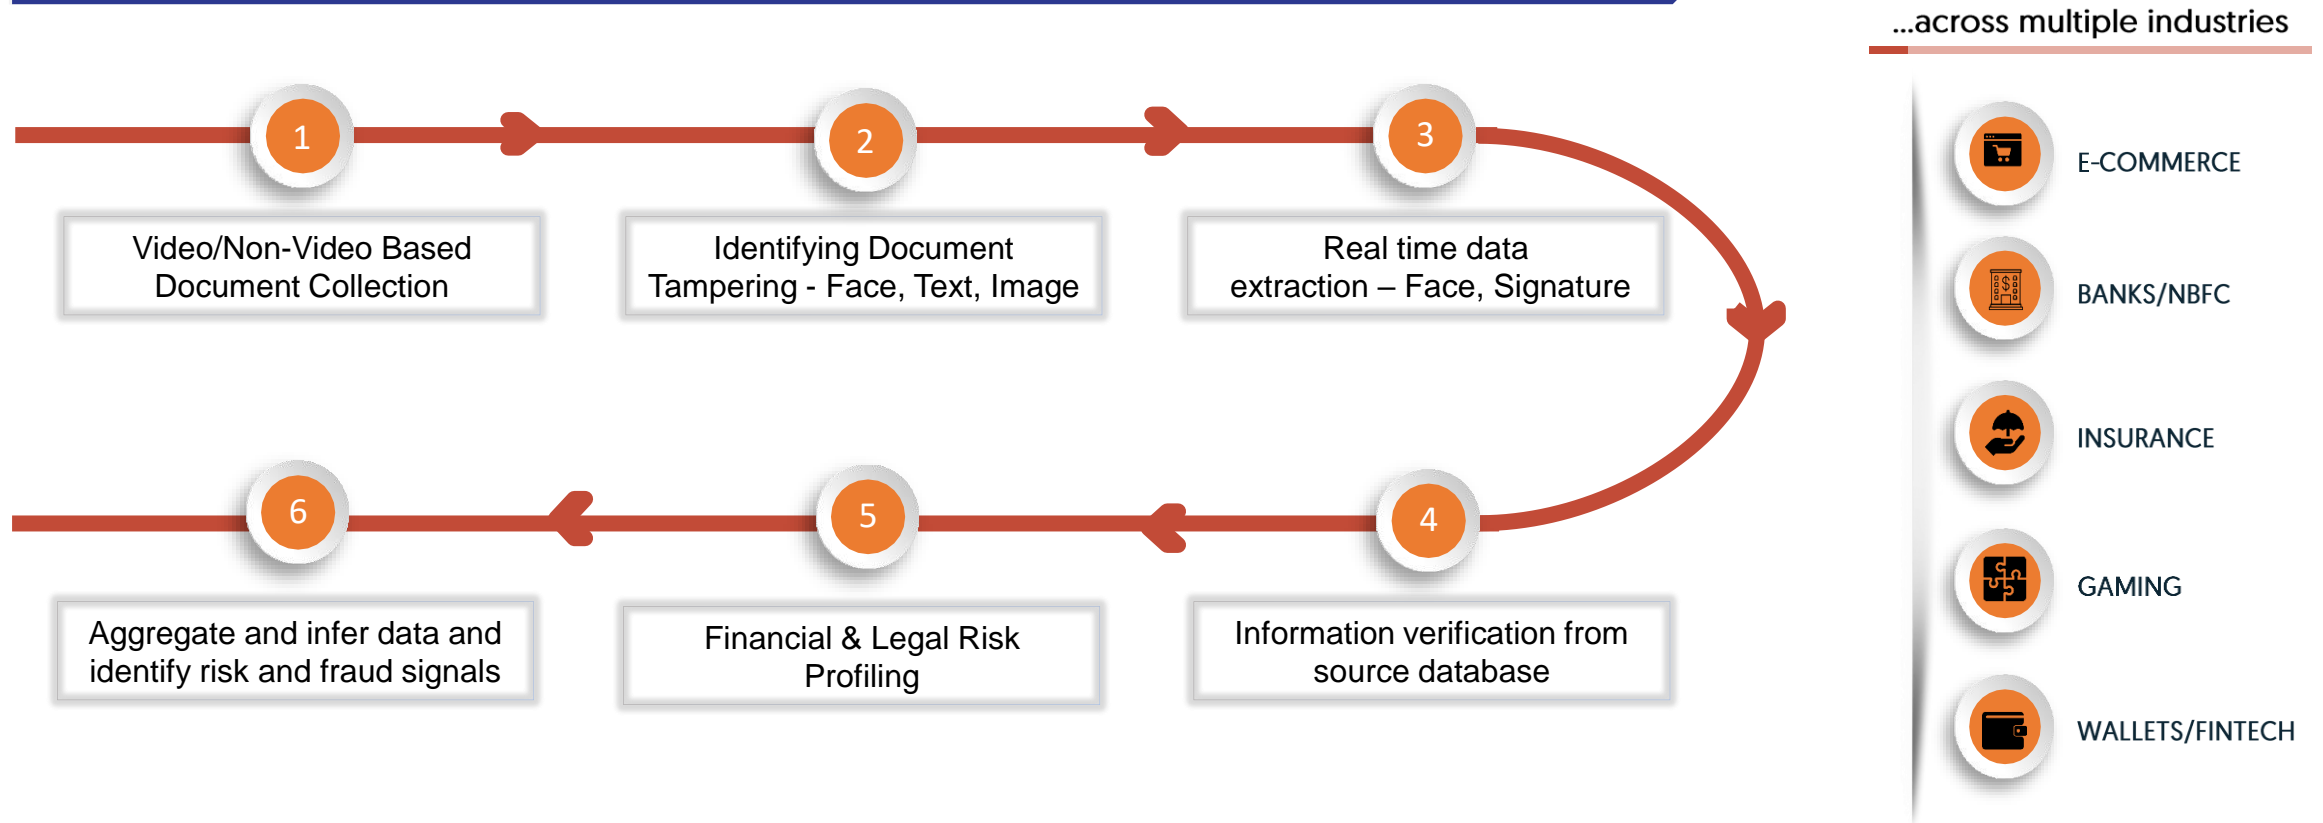 ...across multiple industries
1
2
3
Video/Non-Video Based
Document Collection
Identifying Document
Tampering - Face, Text, Image
Real time data
extraction – Face, Signature
6
5
4
Aggregate and infer data and
identify risk and fraud signals
Financial & Legal Risk
Profiling
Information verification from
source database
E-COMMERCE
BANKS/NBFC
INSURANCE
GAMING
WALLETS/FINTECH